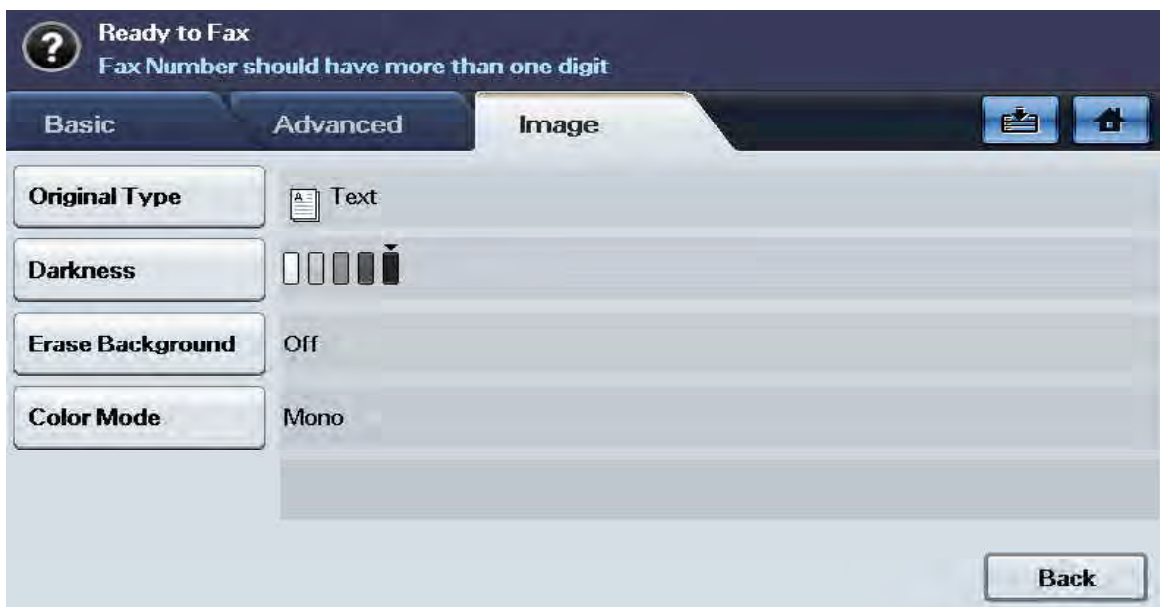 Ready to Fax
Fax Number should have more than one digit
Basic Advanced Image
Original Type Text
Darkness
Erase Background Off
Color Mode Mono
Back